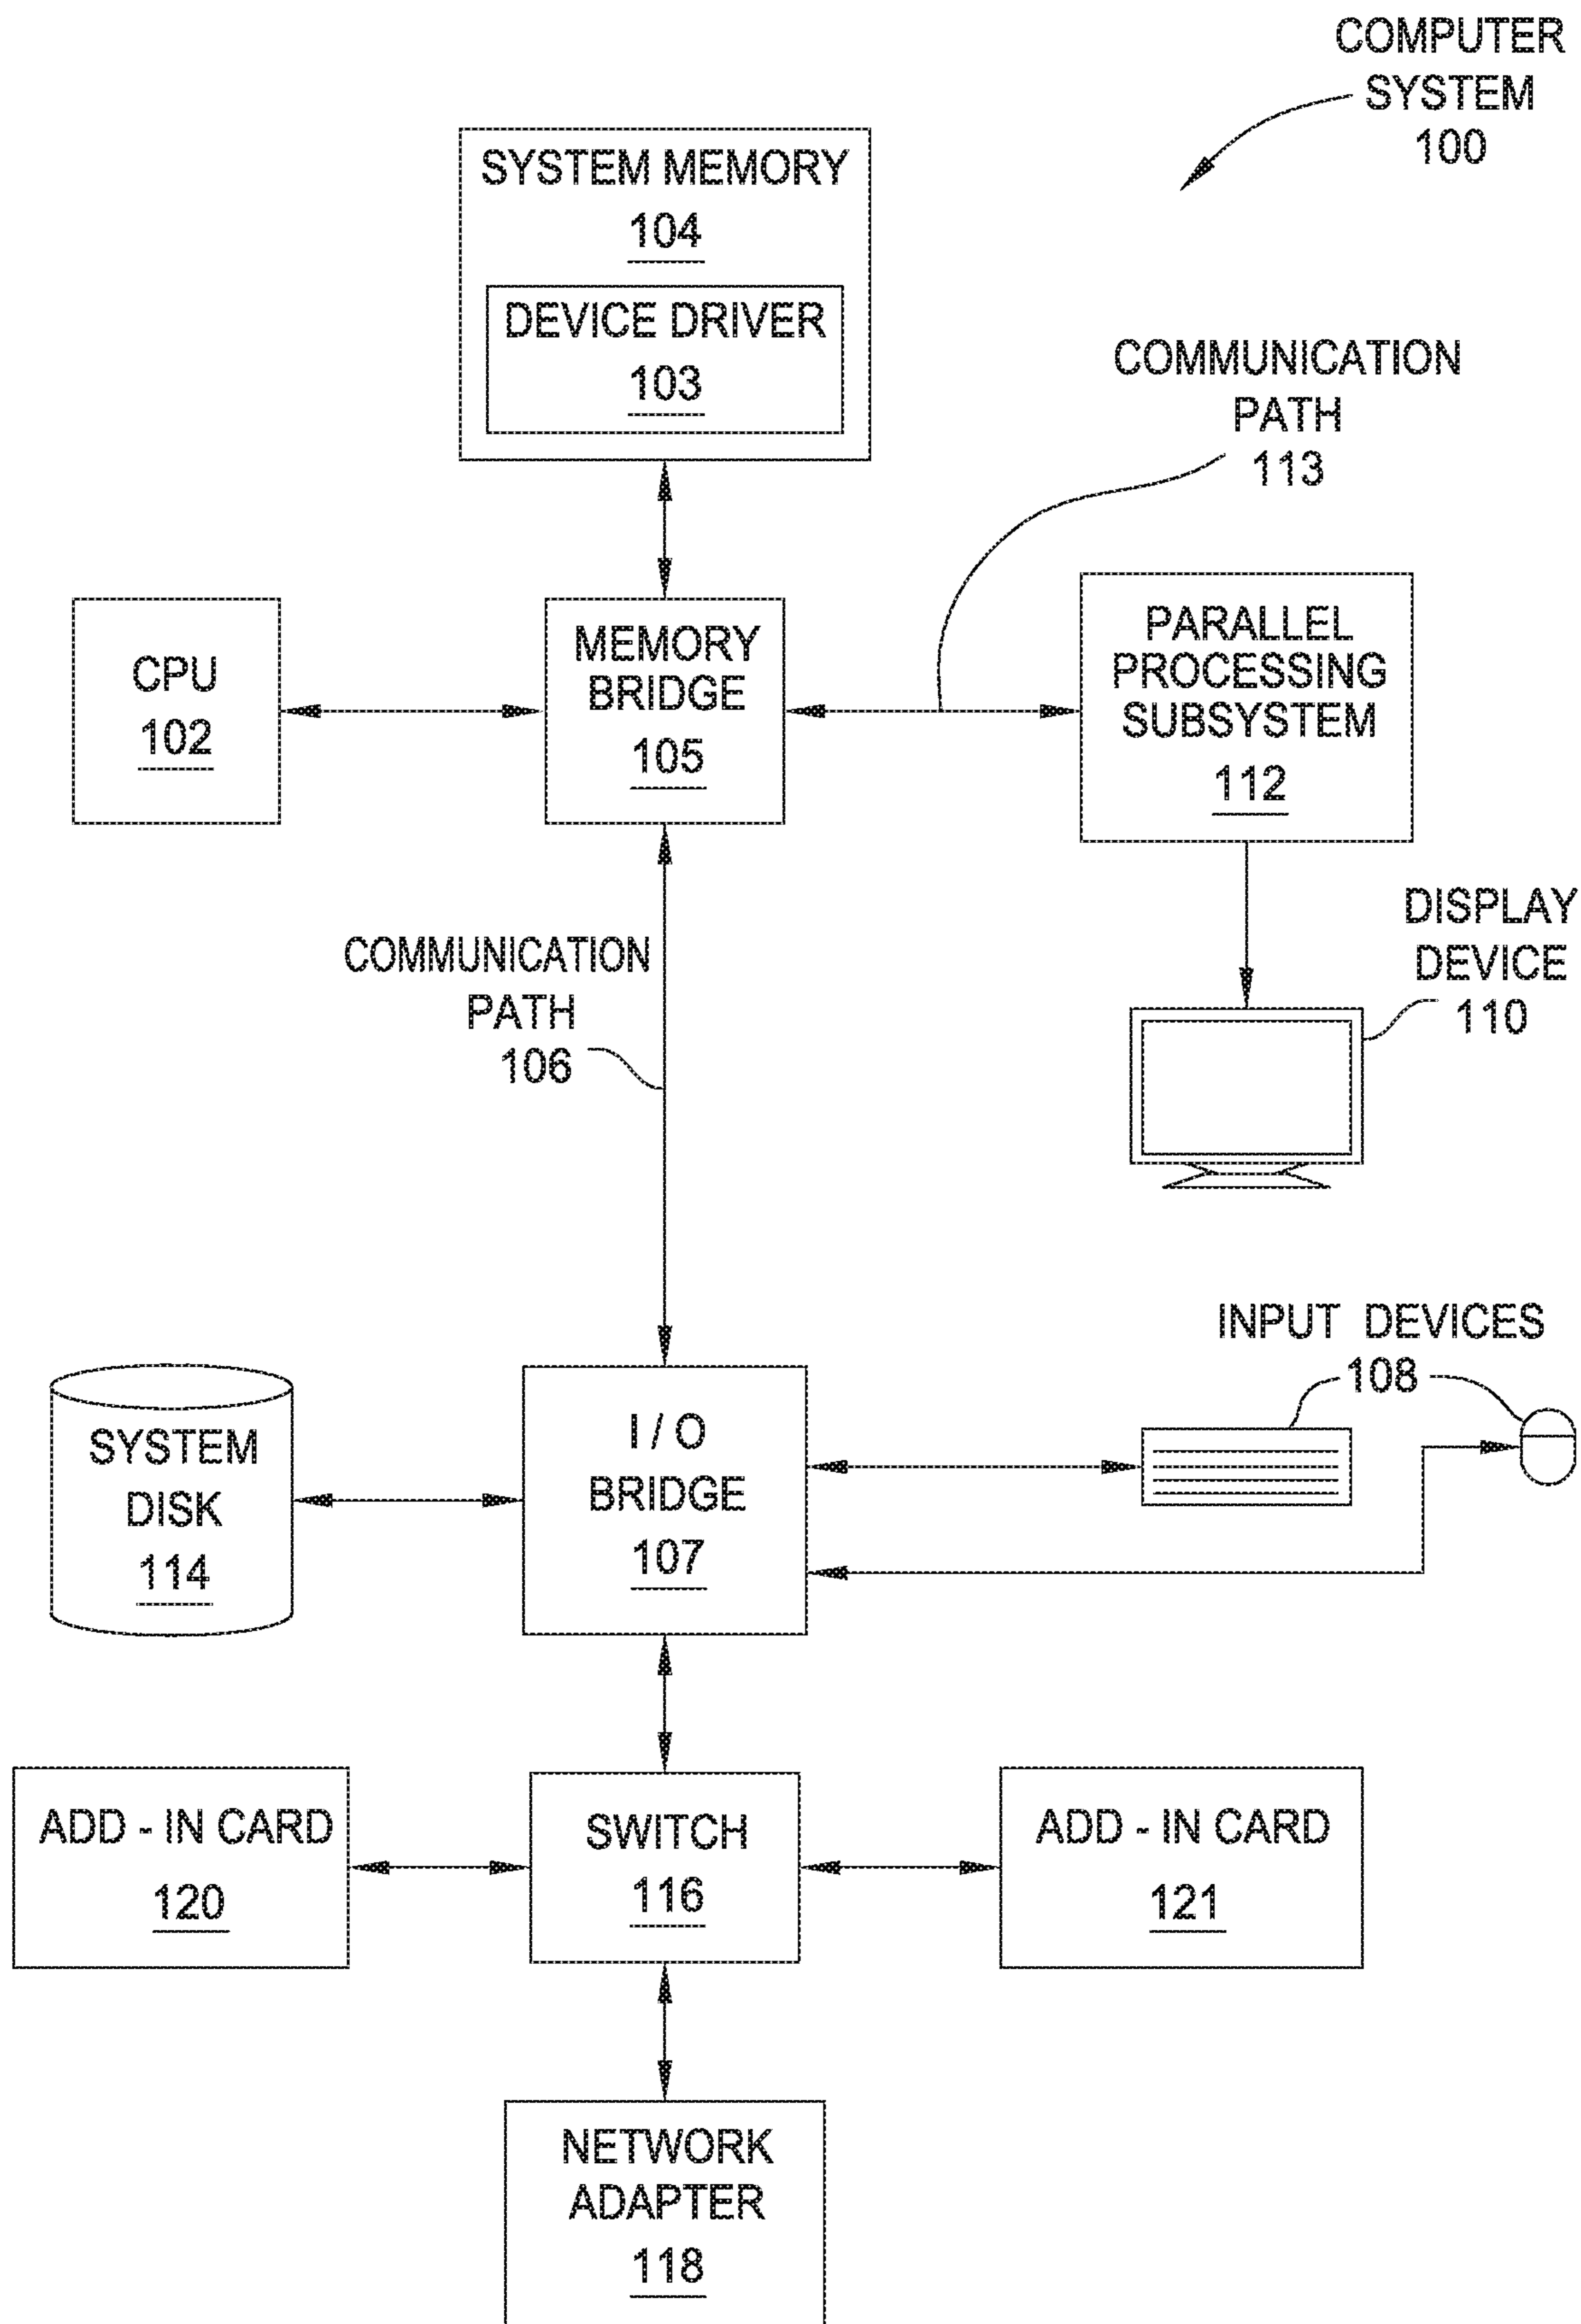 COMPUTER
SYSTEM
100
SYSTEM MEMORY
104
DEVICE DRIVER
103
COMMUNICATION
PATH
113
CPU
102
MEMORY
BRIDGE
105
PARALLEL
PROCESSING
SUBSYSTEM
112
COMMUNICATION
PATH
106
DISPLAY
DEVICE
110
INPUT DEVICES
108
SYSTEM
DISK
114
I / O
BRIDGE
107
ADD - IN CARD
120
SWITCH
116
ADD - IN CARD
121
NETWORK
ADAPTER
118